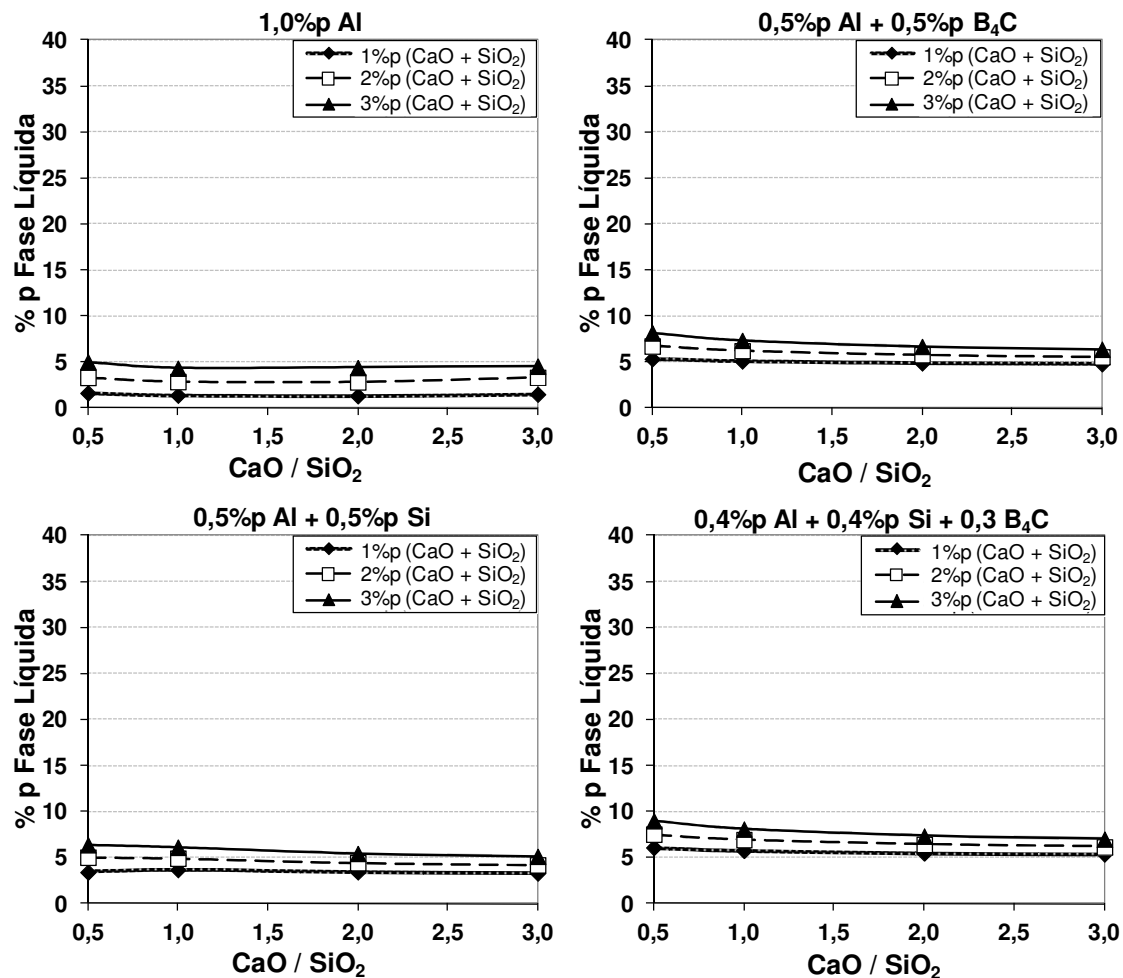 1,0%p Al
40
35
30
25
20
15
10
5
0
% p Fase Líquida
1%p (CaO + SiO₂)
2%p (CaO + SiO₂)
3%p (CaO + SiO₂)
0,5 1,0 1,5 2,0 2,5 3,0
CaO / SiO₂
0,5%p Al + 0,5%p B₄C
40
35
30
25
20
15
10
5
0
% p Fase Líquida
1%p (CaO + SiO₂)
2%p (CaO + SiO₂)
3%p (CaO + SiO₂)
0,5 1,0 1,5 2,0 2,5 3,0
CaO / SiO₂
0,5%p Al + 0,5%p Si
40
35
30
25
20
15
10
5
0
% p Fase Líquida
1%p (CaO + SiO₂)
2%p (CaO + SiO₂)
3%p (CaO + SiO₂)
0,5 1,0 1,5 2,0 2,5 3,0
CaO / SiO₂
0,4%p Al + 0,4%p Si + 0,3 B₄C
40
35
30
25
20
15
10
5
0
% p Fase Líquida
1%p (CaO + SiO₂)
2%p (CaO + SiO₂)
3%p (CaO + SiO₂)
0,5 1,0 1,5 2,0 2,5 3,0
CaO / SiO₂